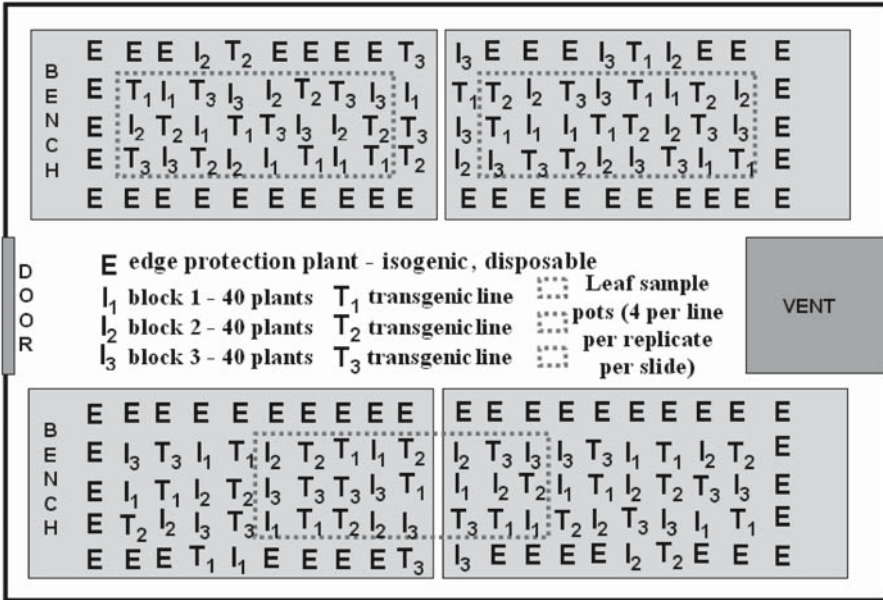 BENCH
E E E I₂ T₂ E E E E T₃
E T₁ I₁ T₃ I₃ I₂ T₂ T₃ I₃ I₁
E I₂ T₂ I₁ T₁ T₃ I₃ I₂ T₂ T₃
E T₃ I₃ T₂ I₂ I₁ T₁ I₁ T₁ T₂
E E E E E E E E E E
I₃ E E E I₃ T₁ I₂ E E E
T₁ T₂ I₂ T₃ I₃ T₁ I₁ T₂ I₂ E
I₃ T₁ I₁ I₁ T₁ T₂ I₂ T₃ I₃ E
I₂ I₃ T₃ T₂ I₂ I₃ T₃ I₁ T₁ E
E E E E E E E E E E
DOOR
E edge protection plant - isogenic, disposable
I₁ block 1 - 40 plants T₁ transgenic line
I₂ block 2 - 40 plants T₂ transgenic line
I₃ block 3 - 40 plants T₃ transgenic line
Leaf sample
pots (4 per line
per replicate
per slide)
VENT
BENCH
E E E E E E E E E E
E I₃ T₃ I₁ T₁ I₂ T₂ T₁ I₁ T₂
E I₁ T₁ I₂ T₂ I₃ T₃ T₃ I₃ T₁
E T₂ I₂ I₃ T₃ I₁ T₁ T₂ I₂ I₃
E E E T₁ I₁ E E E E T₃
E E E E E E E E E E
I₂ T₃ I₃ I₃ T₃ I₁ T₁ I₂ T₂ E
I₁ I₂ T₂ I₁ T₁ I₂ T₂ T₃ I₃ E
T₃ T₁ I₁ T₂ I₂ T₃ I₃ I₁ T₁ E
I₃ E E E E I₂ T₂ E E E